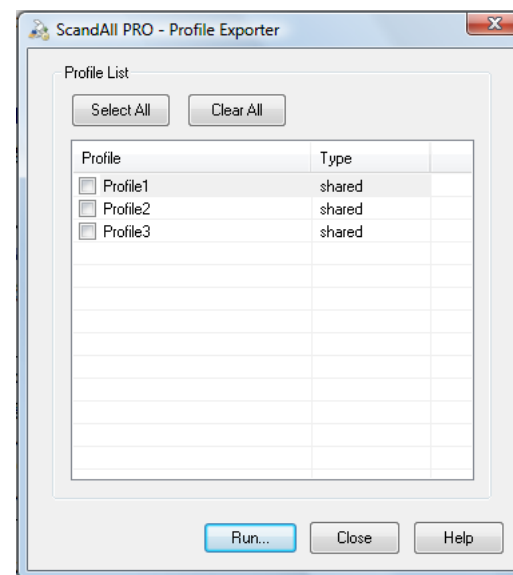 ScandAll PRO - Profile Exporter
Profile List
Select All Clear All
Profile Type
Profile1 shared
Profile2 shared
Profile3 shared
Run... Close Help